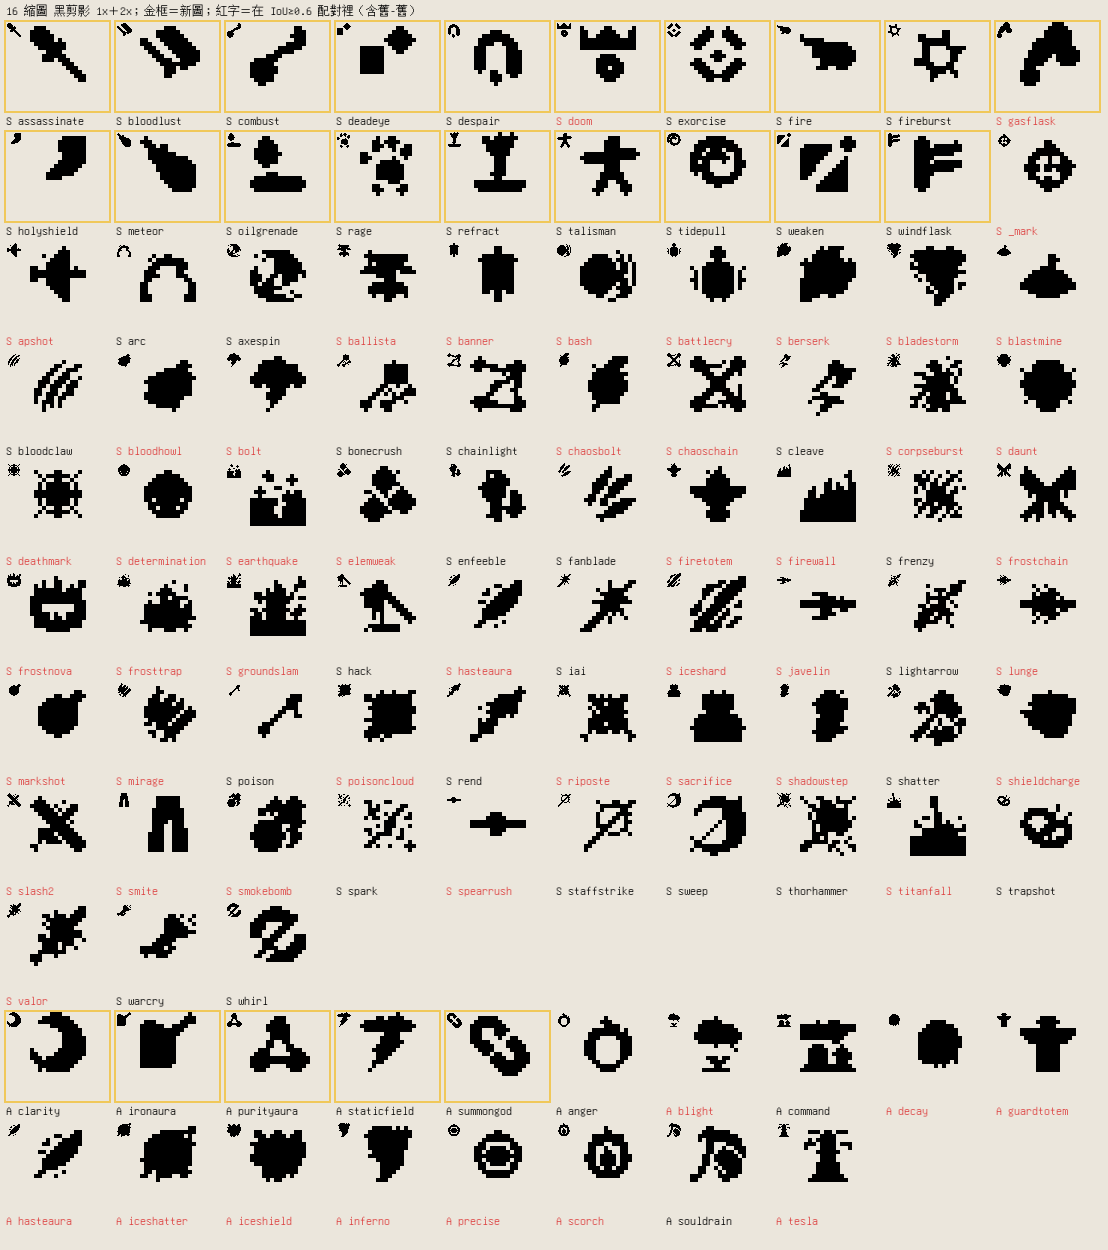 16 縮圖 黑剪影 1x＋2x；金框＝新圖；紅字＝在 IoU≥0.6 配對裡（含舊-舊）
S assassinate S bloodlust S combust S deadeye S despair S doom S exorcise S fire S fireburst S gasflask
S holyshield S meteor S oilgrenade S rage S refract S talisman S tidepull S weaken S windflask S _mark
S apshot S arc S axespin S ballista S banner S bash S battlecry S berserk S bladestorm S blastmine
S bloodclaw S bloodhowl S bolt S bonecrush S chainlight S chaosbolt S chaoschain S cleave S corpseburst S daunt
S deathmark S determination S earthquake S elemweak S enfeeble S fanblade S firetotem S firewall S frenzy S frostchain
S frostnova S frosttrap S groundslam S hack S hasteaura S iai S iceshard S javelin S lightarrow S lunge
S markshot S mirage S poison S poisoncloud S rend S riposte S sacrifice S shadowstep S shatter S shieldcharge
S slash2 S smite S smokebomb S spark S spearrush S staffstrike S sweep S thorhammer S titanfall S trapshot
S valor S warcry S whirl
A clarity A ironaura A purityaura A staticfield A summongod A anger A blight A command A decay A guardtotem
A hasteaura A iceshatter A iceshield A inferno A precise A scorch A souldrain A tesla